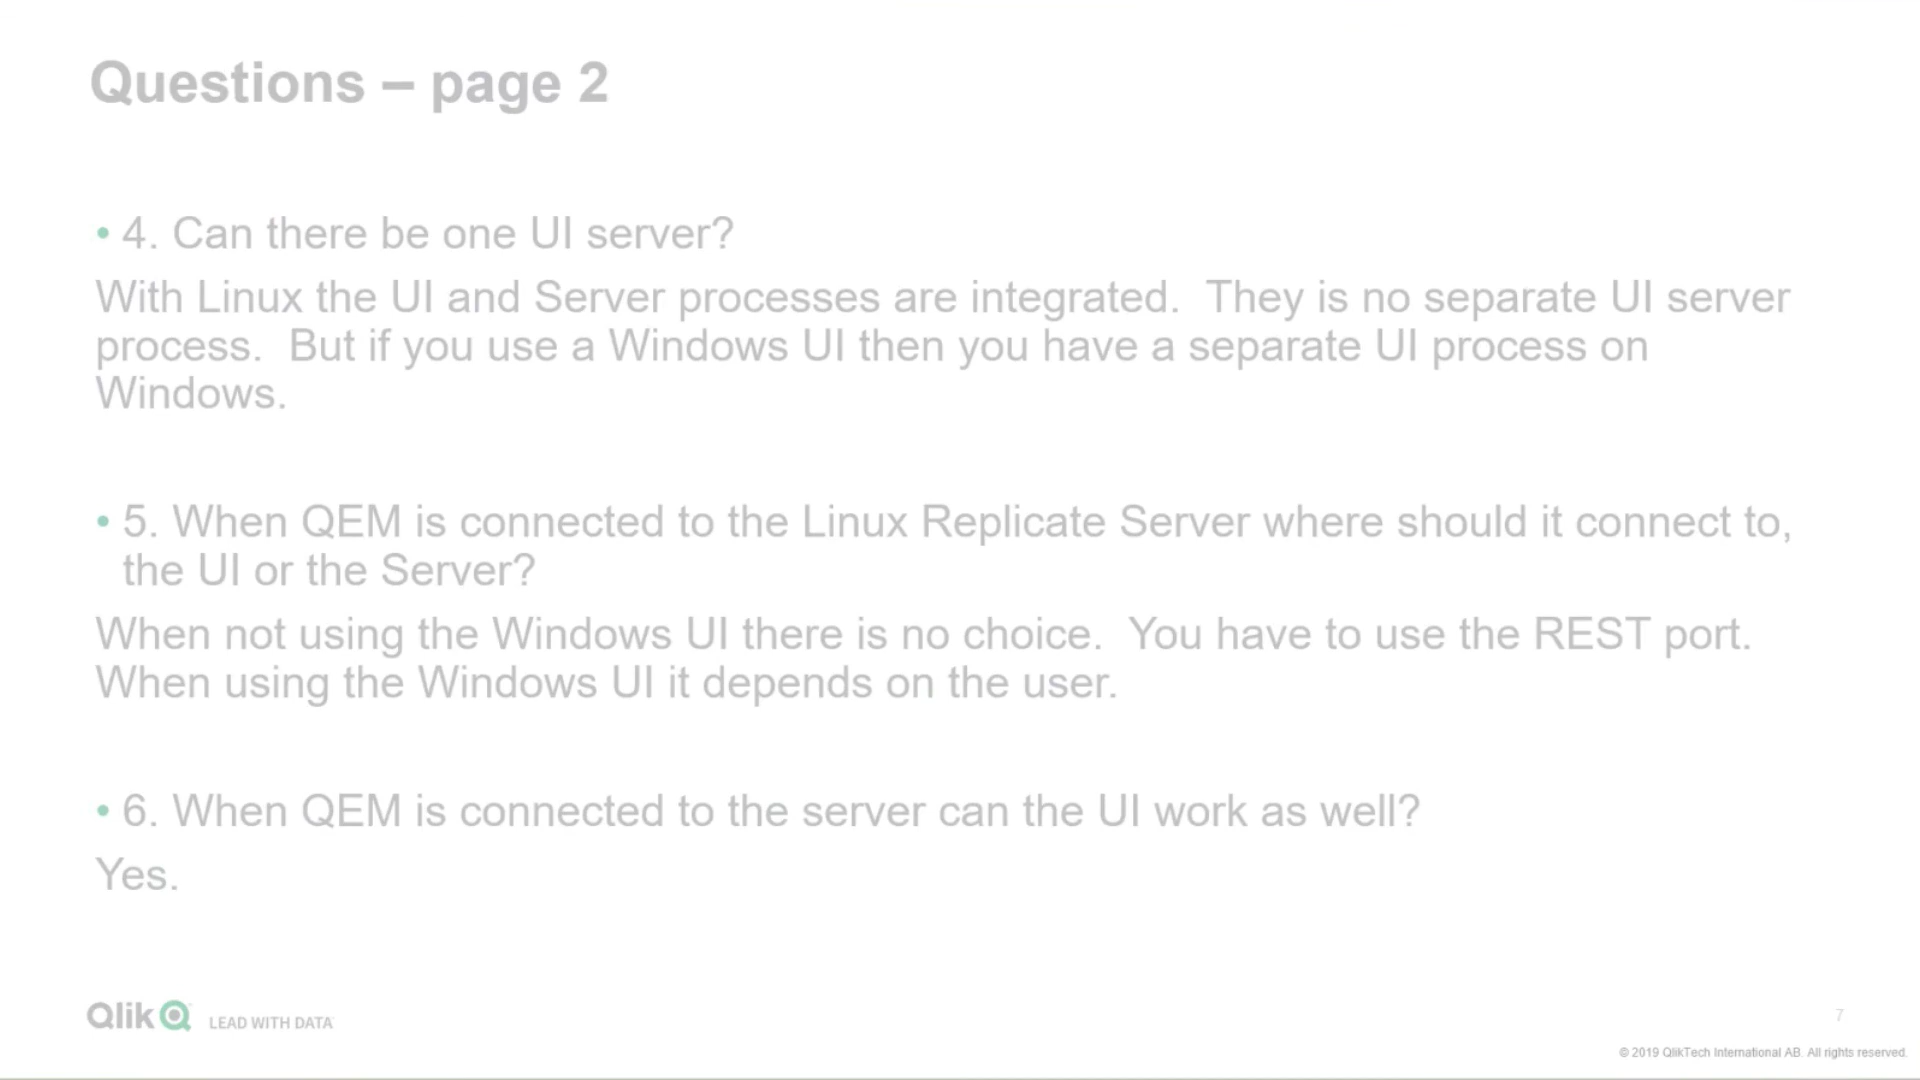 Questions – page 2
• 4. Can there be one UI server?
With Linux the UI and Server processes are integrated.  They is no separate UI server
process.  But if you use a Windows UI then you have a separate UI process on
Windows.
• 5. When QEM is connected to the Linux Replicate Server where should it connect to,
the UI or the Server?
When not using the Windows UI there is no choice.  You have to use the REST port.
When using the Windows UI it depends on the user.
• 6. When QEM is connected to the server can the UI work as well?
Yes.
Qlik LEAD WITH DATA
7
© 2019 QlikTech International AB. All rights reserved.